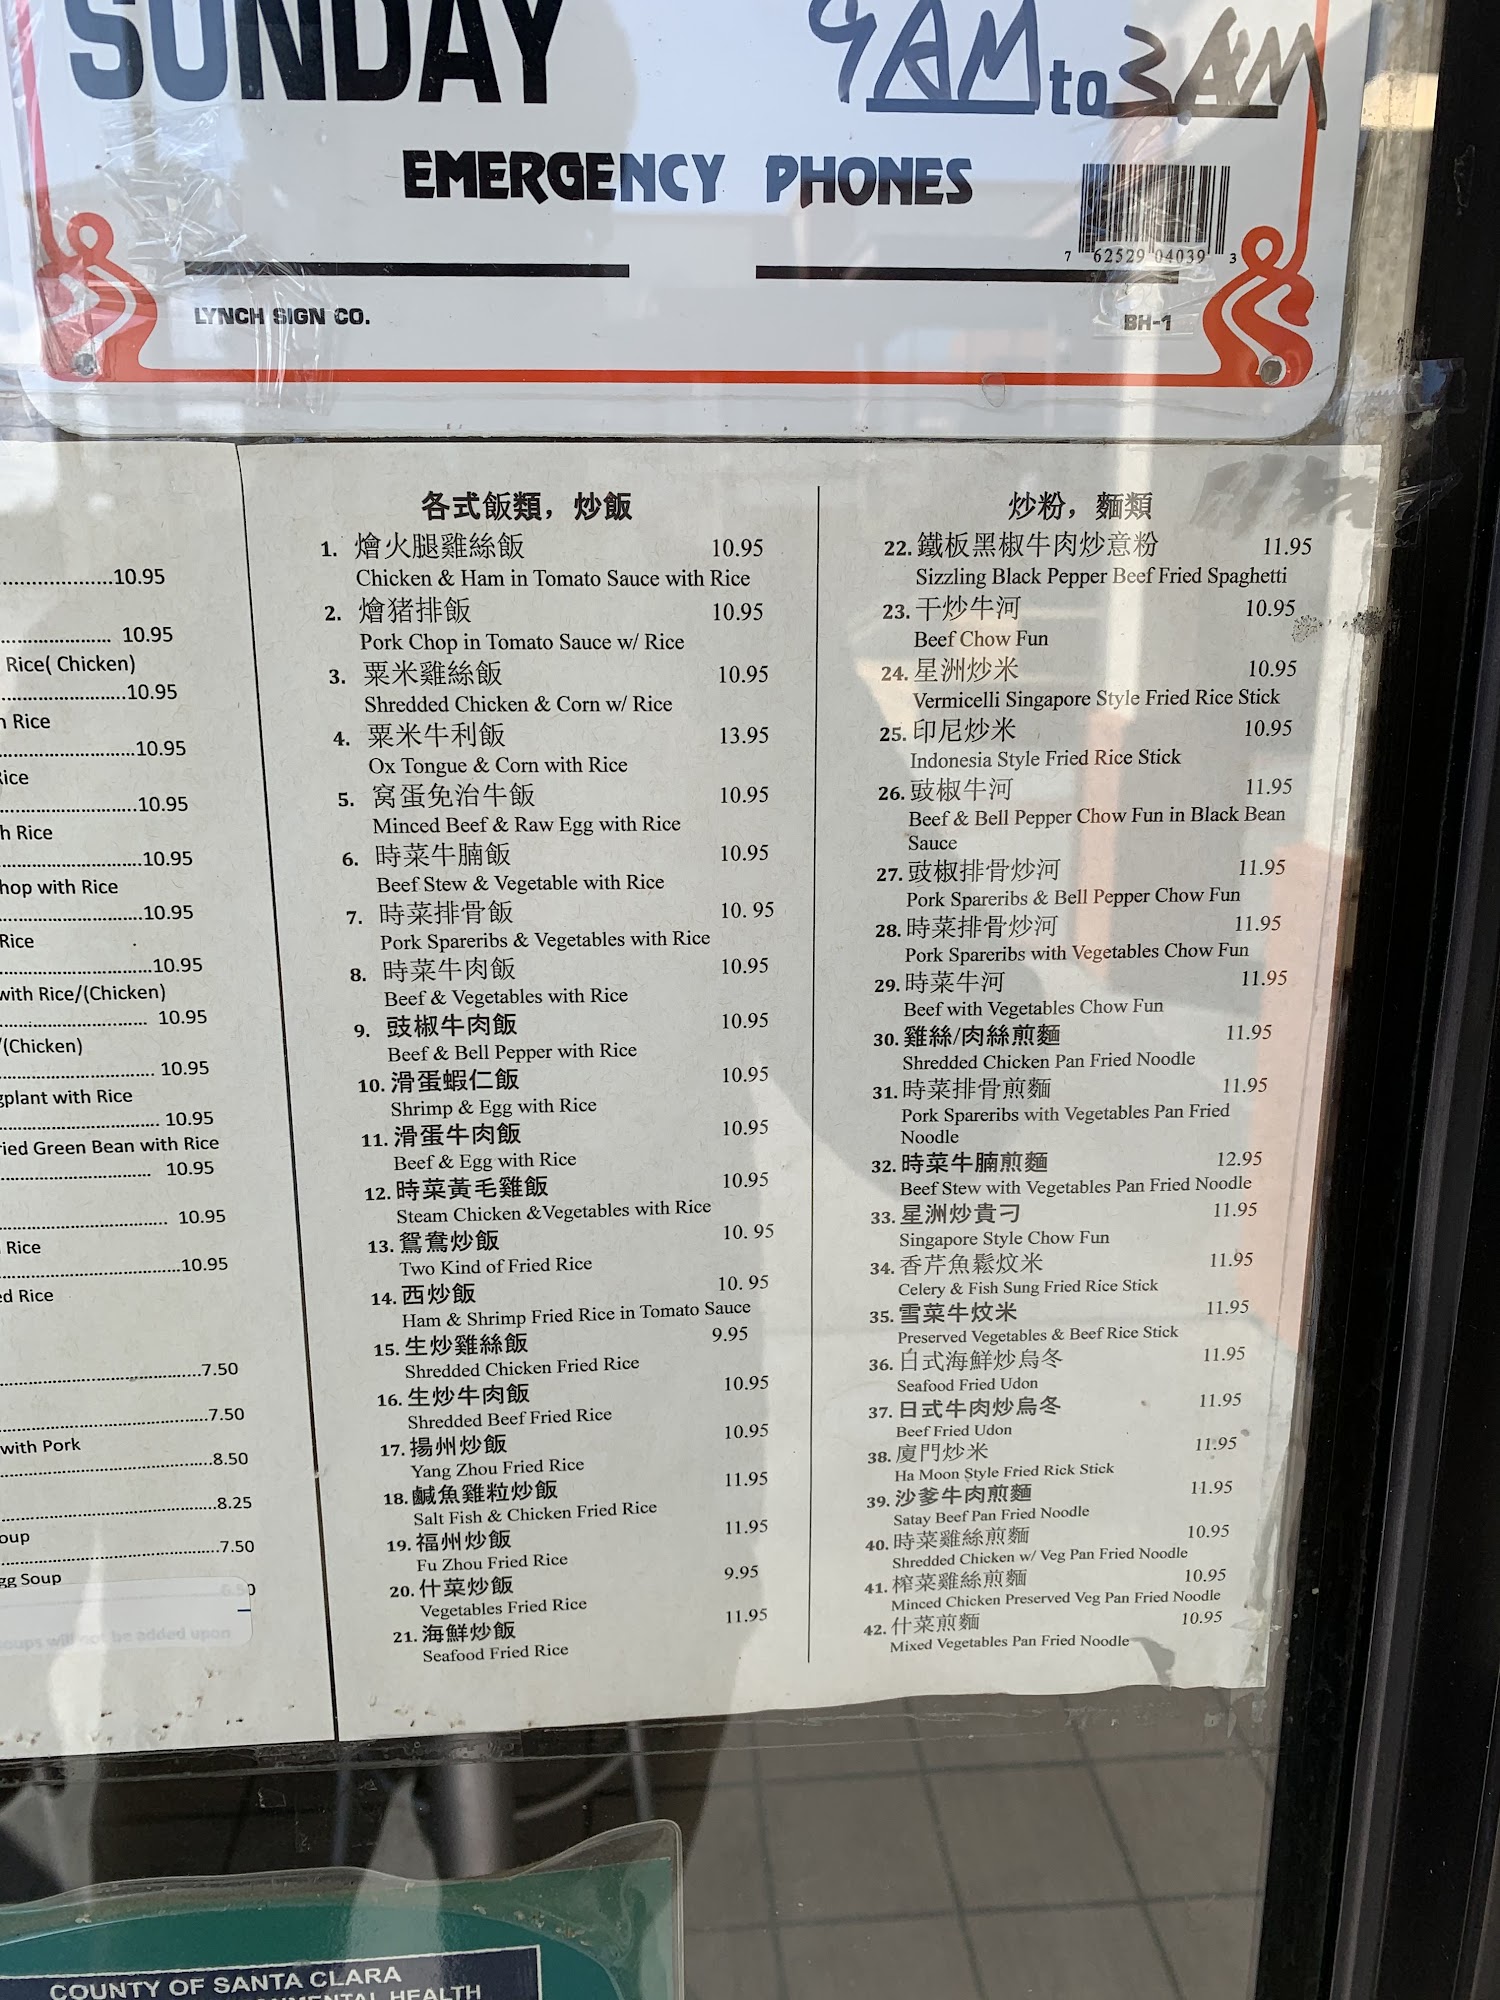 SUNDAY 9AM to 3AM
EMERGENCY PHONES
7 62529 04039 3
LYNCH SIGN CO.
BH-1
10.95
10.95
Rice( Chicken)
10.95
Rice
10.95
Rice
10.95
Rice
10.95
with Rice
10.95
Rice
10.95
with Rice/(Chicken)
10.95
(Chicken)
10.95
with Rice
10.95
Green Bean with Rice
10.95
10.95
Rice
10.95
Rice
7.50
7.50
with Pork
8.50
8.25
7.50
Soup
will not be added upon
各式飯類，炒飯
1. 燴火腿雞絲飯 10.95
Chicken & Ham in Tomato Sauce with Rice
2. 燴猪排飯 10.95
Pork Chop in Tomato Sauce w/ Rice
3. 粟米雞絲飯 10.95
Shredded Chicken & Corn w/ Rice
4. 粟米牛利飯 13.95
Ox Tongue & Corn with Rice
5. 窩蛋免治牛飯 10.95
Minced Beef & Raw Egg with Rice
6. 時菜牛腩飯 10.95
Beef Stew & Vegetable with Rice
7. 時菜排骨飯 10. 95
Pork Spareribs & Vegetables with Rice
8. 時菜牛肉飯 10.95
Beef & Vegetables with Rice
9. 豉椒牛肉飯 10.95
Beef & Bell Pepper with Rice
10. 滑蛋蝦仁飯 10.95
Shrimp & Egg with Rice
11. 滑蛋牛肉飯 10.95
Beef & Egg with Rice
12. 時菜黃毛雞飯 10.95
Steam Chicken &Vegetables with Rice
13. 鴛鴦炒飯 10. 95
Two Kind of Fried Rice
14. 西炒飯 10. 95
Ham & Shrimp Fried Rice in Tomato Sauce
15. 生炒雞絲飯 9.95
Shredded Chicken Fried Rice
16. 生炒牛肉飯 10.95
Shredded Beef Fried Rice
17. 揚州炒飯 10.95
Yang Zhou Fried Rice
18. 鹹魚雞粒炒飯 11.95
Salt Fish & Chicken Fried Rice
19. 福州炒飯 11.95
Fu Zhou Fried Rice
20. 什菜炒飯 9.95
Vegetables Fried Rice
21. 海鮮炒飯 11.95
Seafood Fried Rice
炒粉，麵類
22. 鐵板黑椒牛肉炒意粉 11.95
Sizzling Black Pepper Beef Fried Spaghetti
23. 干炒牛河 10.95
Beef Chow Fun
24. 星洲炒米 10.95
Vermicelli Singapore Style Fried Rice Stick
25. 印尼炒米 10.95
Indonesia Style Fried Rice Stick
26. 豉椒牛河 11.95
Beef & Bell Pepper Chow Fun in Black Bean
Sauce
27. 豉椒排骨炒河 11.95
Pork Spareribs & Bell Pepper Chow Fun
28. 時菜排骨炒河 11.95
Pork Spareribs with Vegetables Chow Fun
29. 時菜牛河 11.95
Beef with Vegetables Chow Fun
30. 雞絲/肉絲煎麵 11.95
Shredded Chicken Pan Fried Noodle
31. 時菜排骨煎麵 11.95
Pork Spareribs with Vegetables Pan Fried
Noodle
32. 時菜牛腩煎麵 12.95
Beef Stew with Vegetables Pan Fried Noodle
33. 星洲炒貴刁 11.95
Singapore Style Chow Fun
34. 香芹魚鬆炆米 11.95
Celery & Fish Sung Fried Rice Stick
35. 雪菜牛炆米 11.95
Preserved Vegetables & Beef Rice Stick
36. 日式海鮮炒烏冬 11.95
Seafood Fried Udon
37. 日式牛肉炒烏冬 11.95
Beef Fried Udon
38. 廈門炒米 11.95
Ha Moon Style Fried Rick Stick
39. 沙爹牛肉煎麵 11.95
Satay Beef Pan Fried Noodle
40. 時菜雞絲煎麵 10.95
Shredded Chicken w/ Veg Pan Fried Noodle
41. 榨菜雞絲煎麵 10.95
Minced Chicken Preserved Veg Pan Fried Noodle
42. 什菜煎麵 10.95
Mixed Vegetables Pan Fried Noodle
COUNTY OF SANTA CLARA
HEALTH